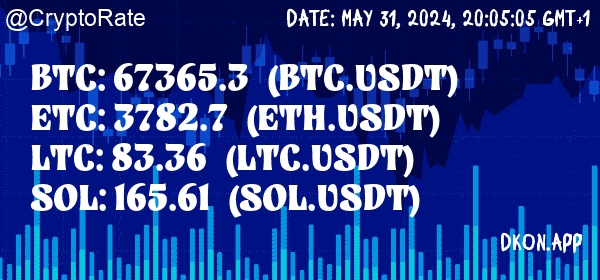 @CryptoRate
DATE: MAY 31, 2024, 20:05:05 GMT+1
BTC: 67365.3 (BTC.USDT)
ETC: 3782.7 (ETH.USDT)
LTC: 83.36 (LTC.USDT)
SOL: 165.61 (SOL.USDT)
DKON.APP